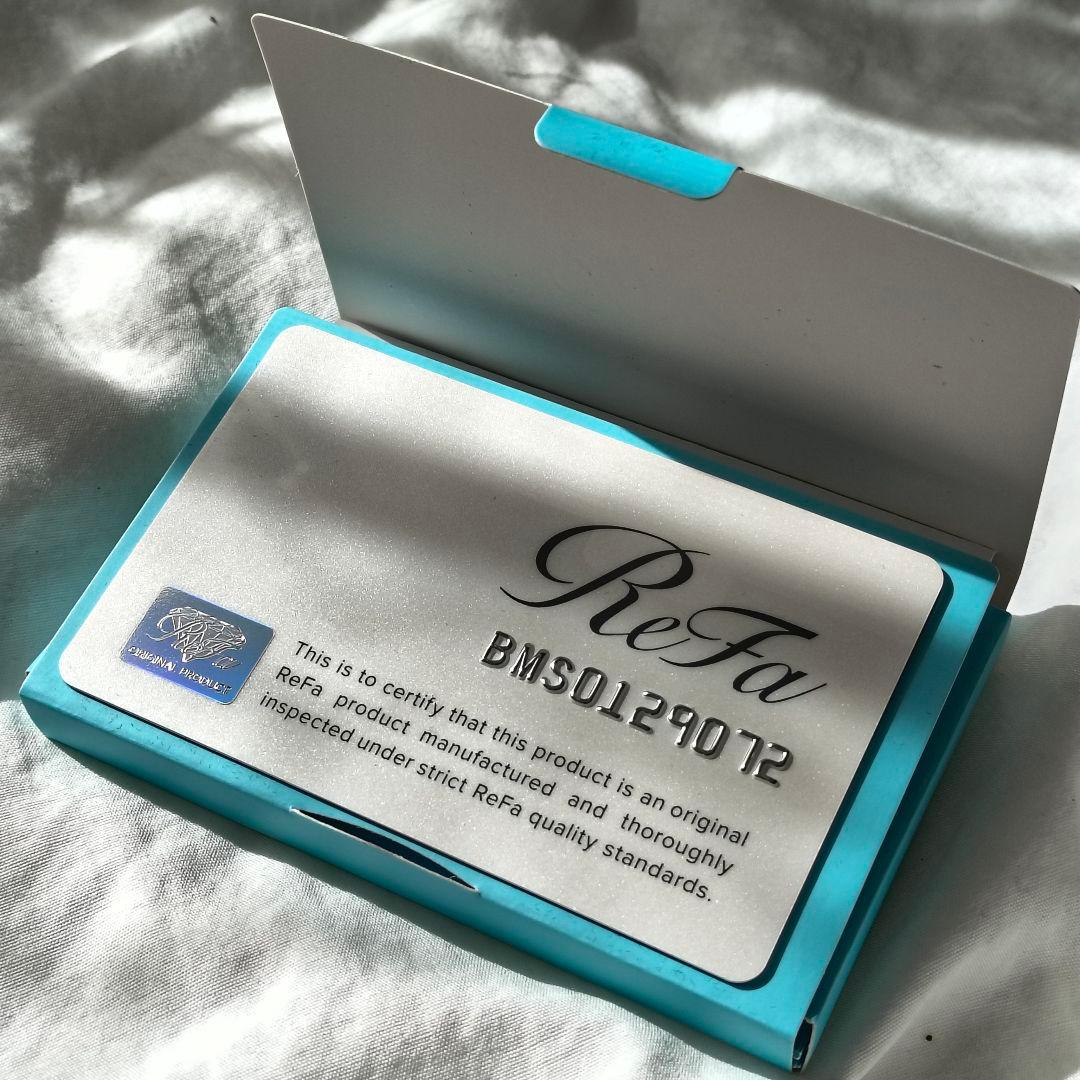 ReFa
BMS0129072
ReFa
ORIGINAL PRODUCT
This is to certify that this product is an original
ReFa product manufactured and thoroughly
inspected under strict ReFa quality standards.